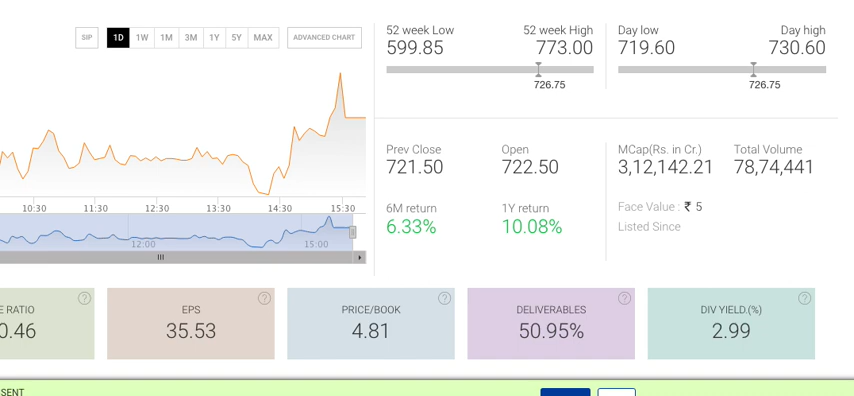 SIP 1D 1W 1M 3M 1Y 5Y MAX ADVANCED CHART
10:30 11:30 12:30 13:30 14:30 15:30
12:00 15:00
52 week Low 52 week High
599.85 773.00
726.75
Day low Day high
719.60 730.60
726.75
Prev Close Open
721.50 722.50
6M return 1Y return
6.33% 10.08%
MCap(Rs. in Cr.) Total Volume
3,12,142.21 78,74,441
Face Value : ₹ 5
Listed Since
E RATIO
0.46
?
EPS
35.53
?
PRICE/BOOK
4.81
?
DELIVERABLES
50.95%
?
DIV YIELD.(%)
2.99
?
SENT